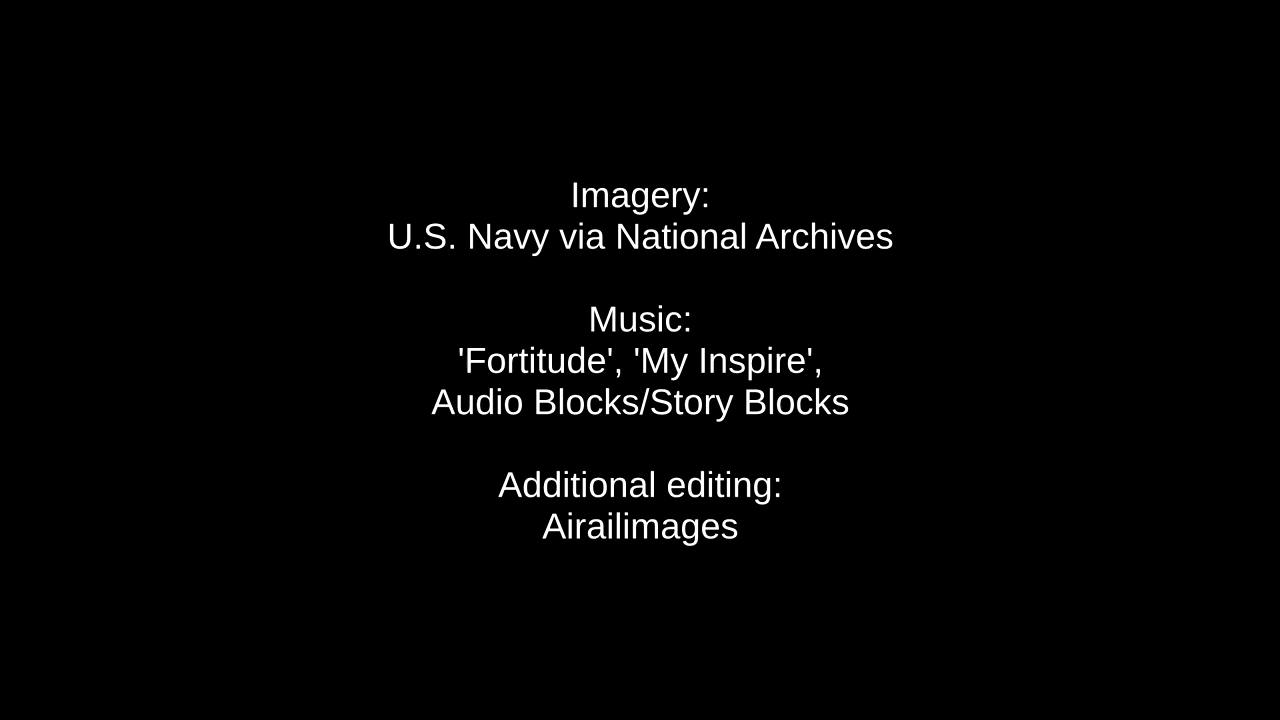 Imagery:
U.S. Navy via National Archives
Music:
'Fortitude', 'My Inspire',
Audio Blocks/Story Blocks
Additional editing:
Airailimages